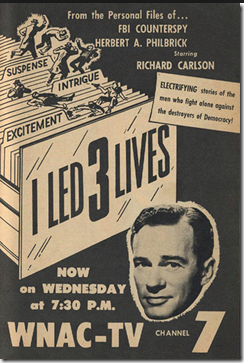 From the Personal Files of...
FBI COUNTERSPY
HERBERT A. PHILBRICK
Starring
RICHARD CARLSON
SUSPENSE
INTRIGUE
EXCITEMENT
ELECTRIFYING stories of the
men who fight alone against
the destroyers of Democracy!
I LED 3 LIVES
NOW
on WEDNESDAY
at 7:30 P.M.
WNAC-TV
CHANNEL 7